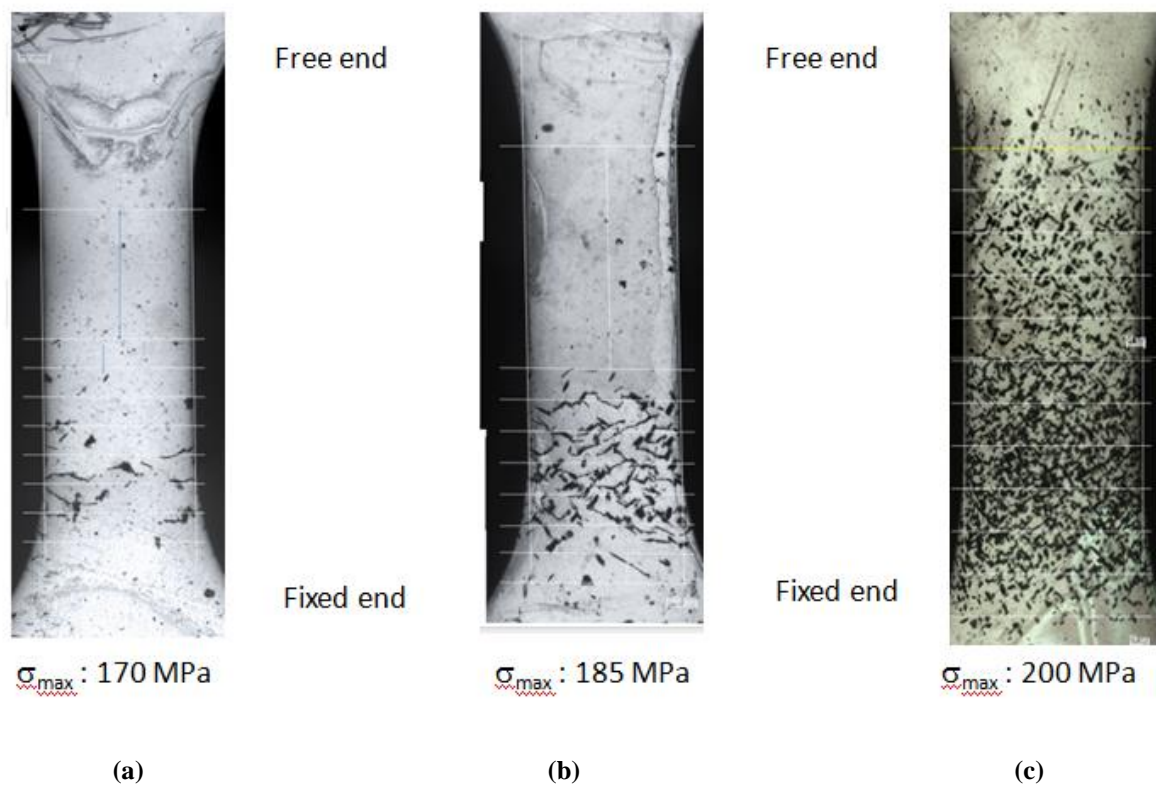 Free end
Free end
Fixed end
Fixed end
σmax : 170 MPa
σmax : 185 MPa
σmax : 200 MPa
(a)
(b)
(c)